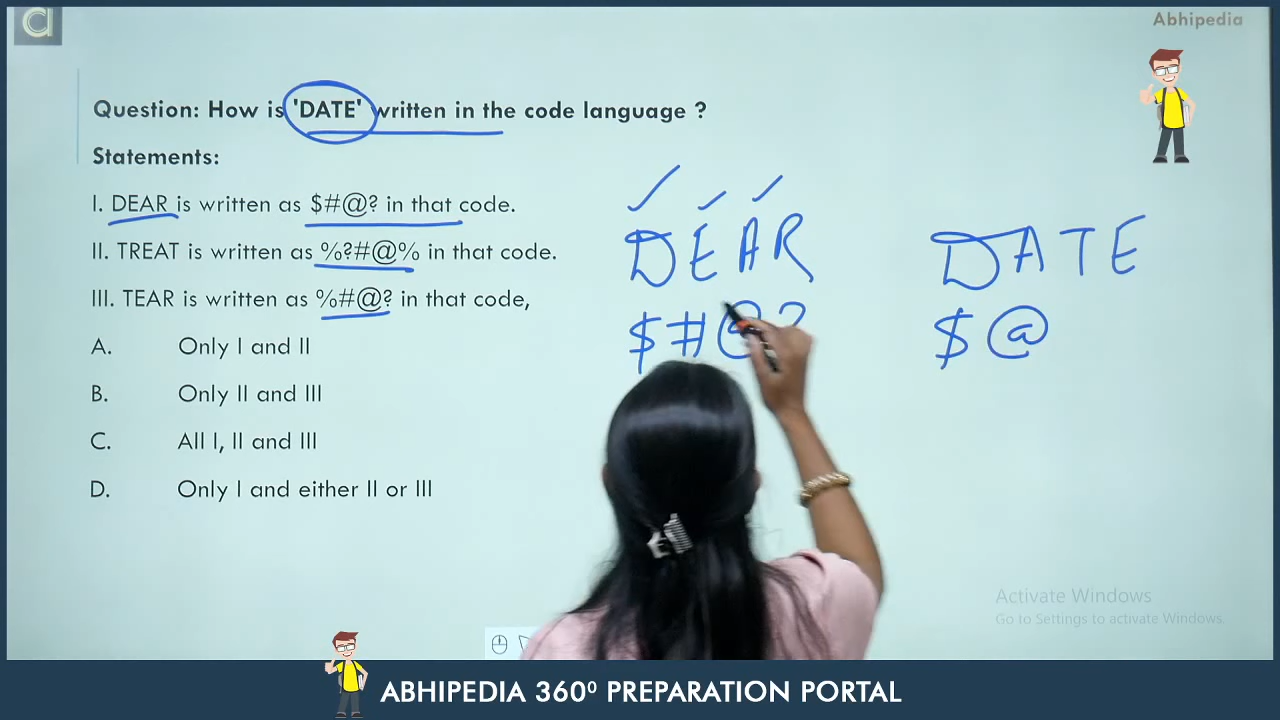 Abhipedia
Question: How is 'DATE' written in the code language ?
Statements:
I. DEAR is written as $#@? in that code.
II. TREAT is written as %?#@% in that code.
III. TEAR is written as %#@? in that code,
A. Only I and II
B. Only II and III
C. All I, II and III
D. Only I and either II or III
DEAR
$#@?
DATE
$@
Activate Windows
Go to Settings to activate Windows.
ABHIPEDIA 360⁰ PREPARATION PORTAL